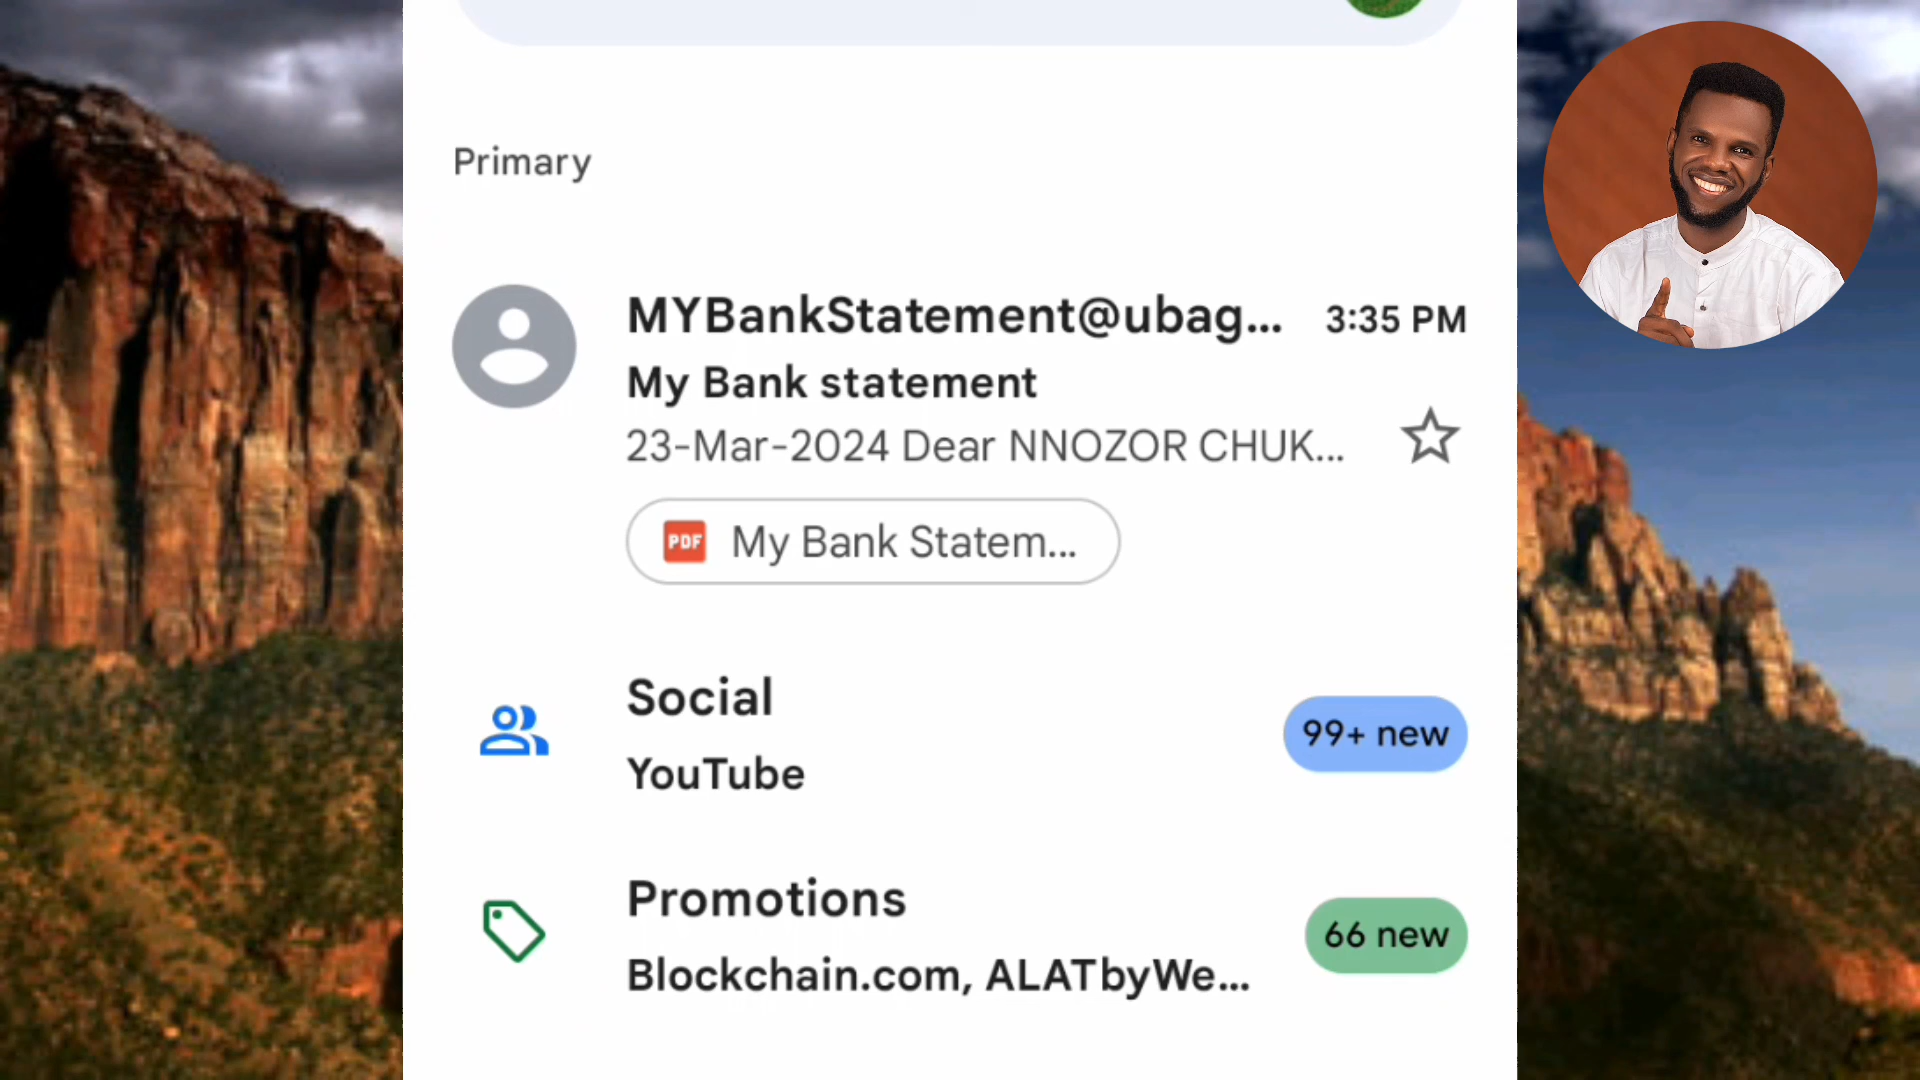 Primary
MYBankStatement@ubag... 3:35 PM
My Bank statement
23-Mar-2024 Dear NNOZOR CHUK...
PDF My Bank Statem...
Social
99+ new
YouTube
Promotions
66 new
Blockchain.com, ALATbyWe...